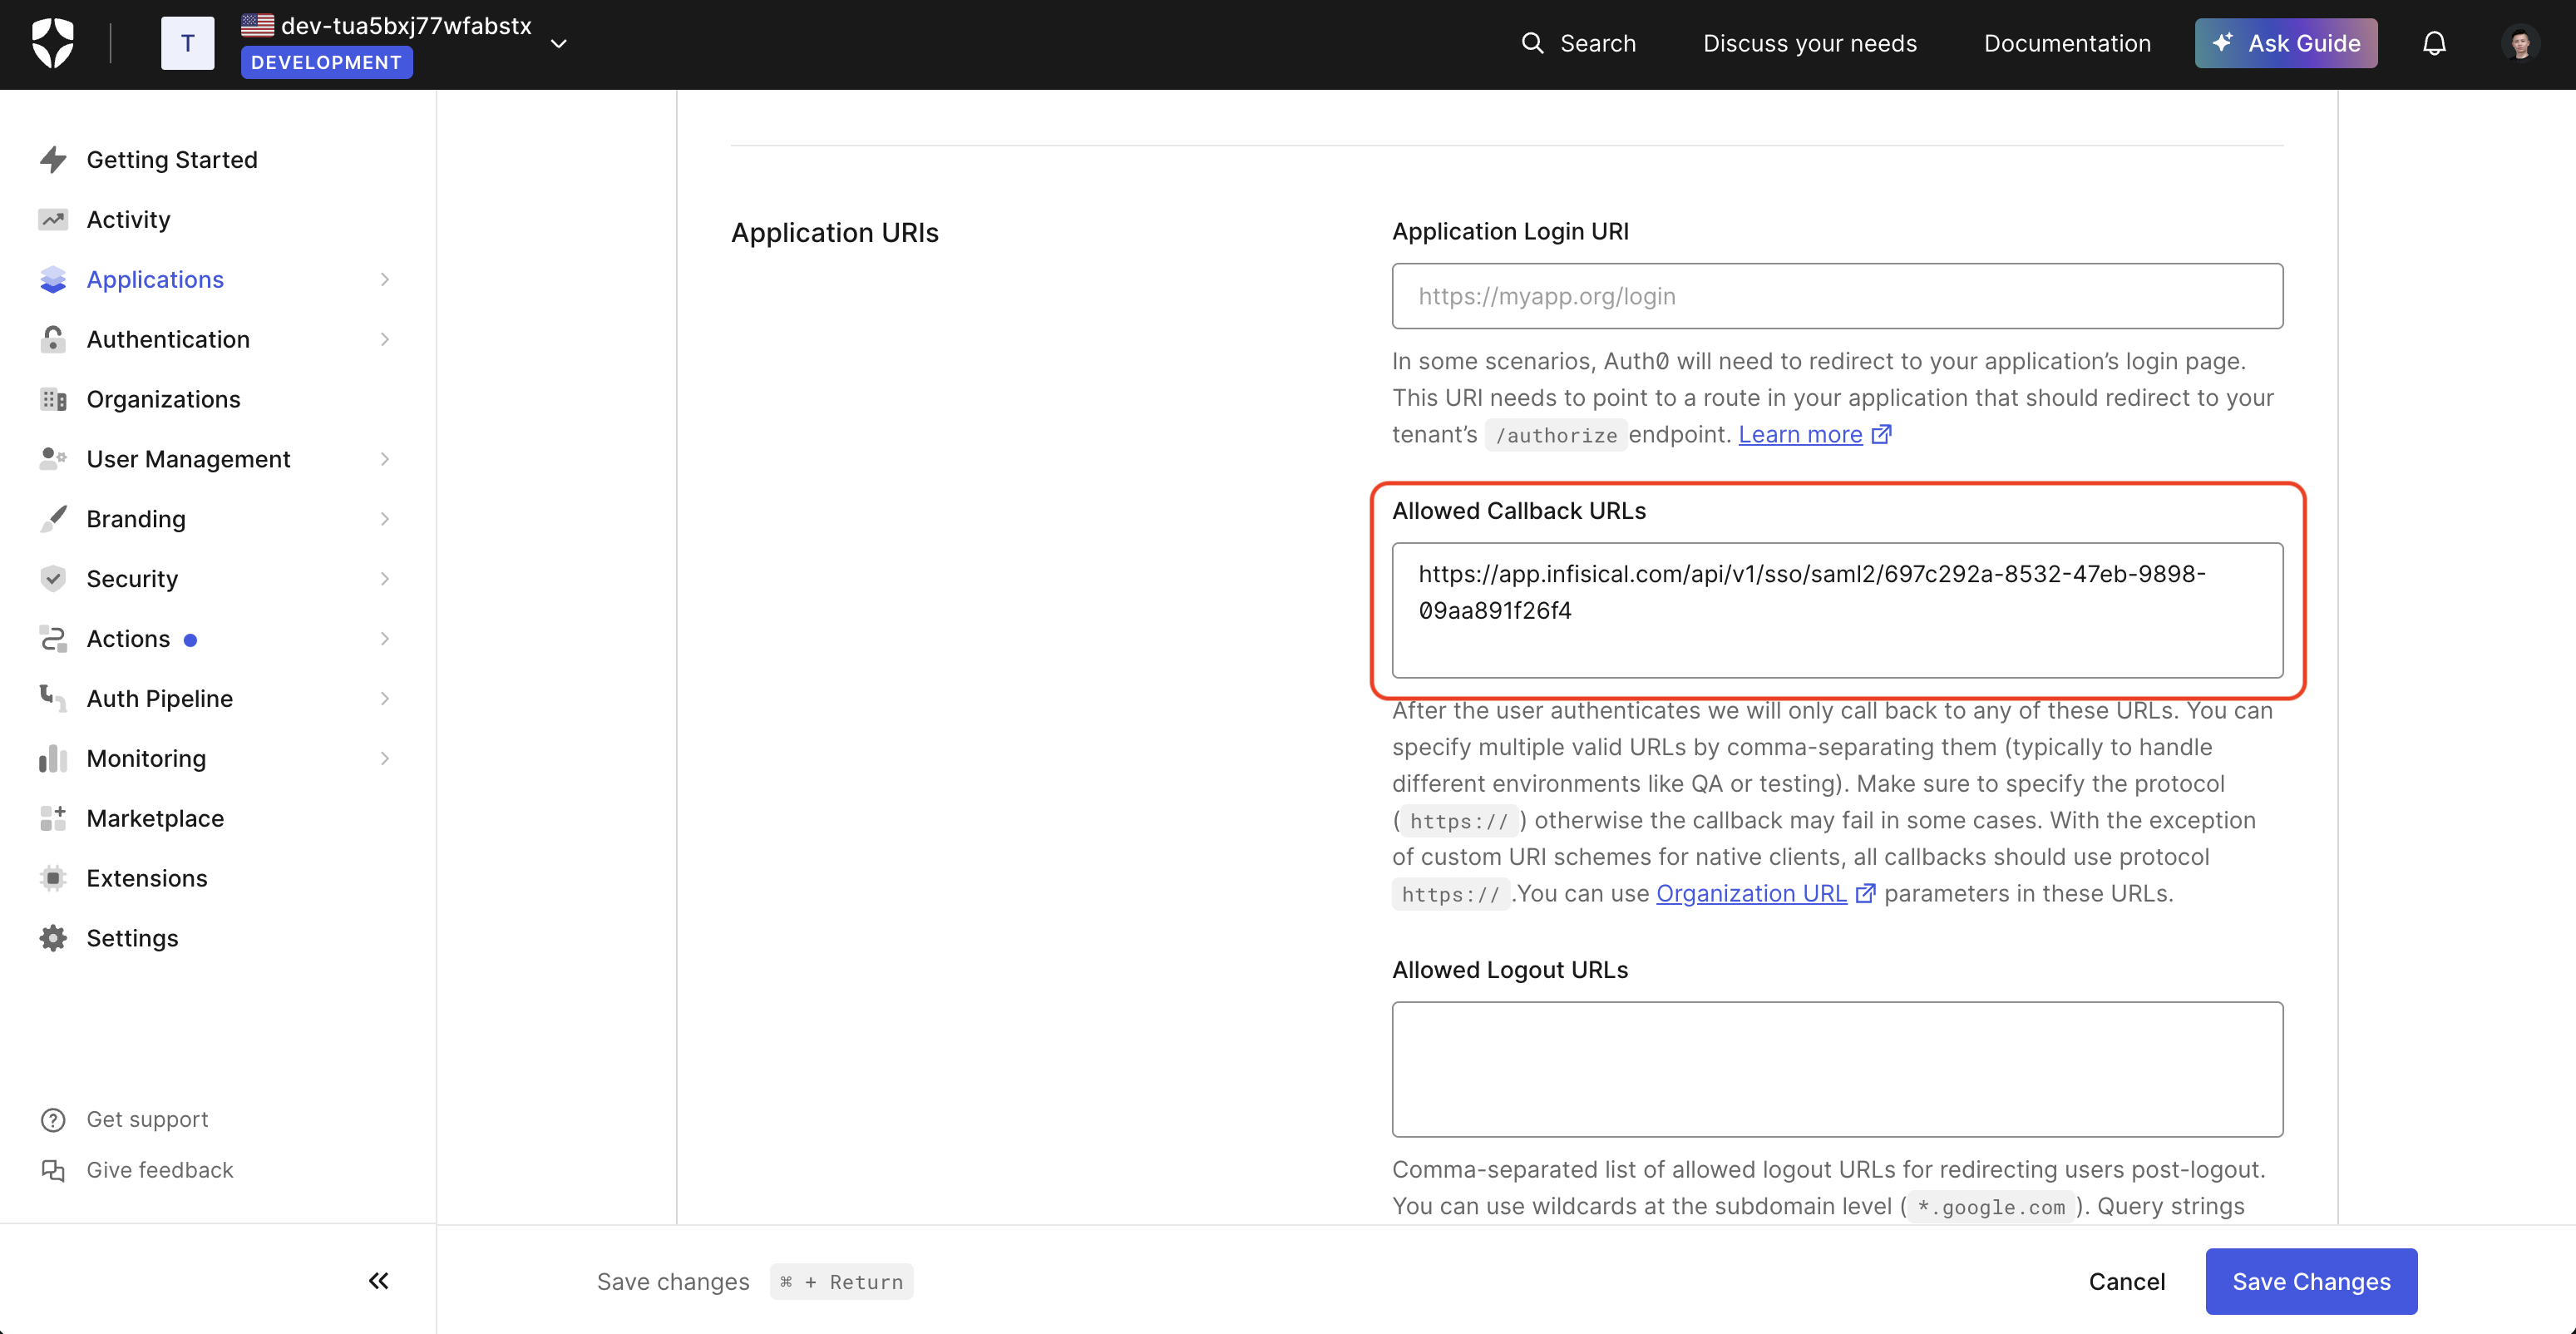 T
dev-tua5bxj77wfabstx
DEVELOPMENT
Search
Discuss your needs
Documentation
Ask Guide
Getting Started
Activity
Applications
Authentication
Organizations
User Management
Branding
Security
Actions
Auth Pipeline
Monitoring
Marketplace
Extensions
Settings
Get support
Give feedback
Application URIs
Application Login URI
https://myapp.org/login
In some scenarios, Auth0 will need to redirect to your application’s login page.
This URI needs to point to a route in your application that should redirect to your
tenant’s /authorize endpoint. Learn more
Allowed Callback URLs
https://app.infisical.com/api/v1/sso/saml2/697c292a-8532-47eb-9898-
09aa891f26f4
After the user authenticates we will only call back to any of these URLs. You can
specify multiple valid URLs by comma-separating them (typically to handle
different environments like QA or testing). Make sure to specify the protocol
( https:// ) otherwise the callback may fail in some cases. With the exception
of custom URI schemes for native clients, all callbacks should use protocol
https:// .You can use Organization URL parameters in these URLs.
Allowed Logout URLs
Comma-separated list of allowed logout URLs for redirecting users post-logout.
You can use wildcards at the subdomain level ( *.google.com ). Query strings
Save changes ⌘ + Return
Cancel
Save Changes